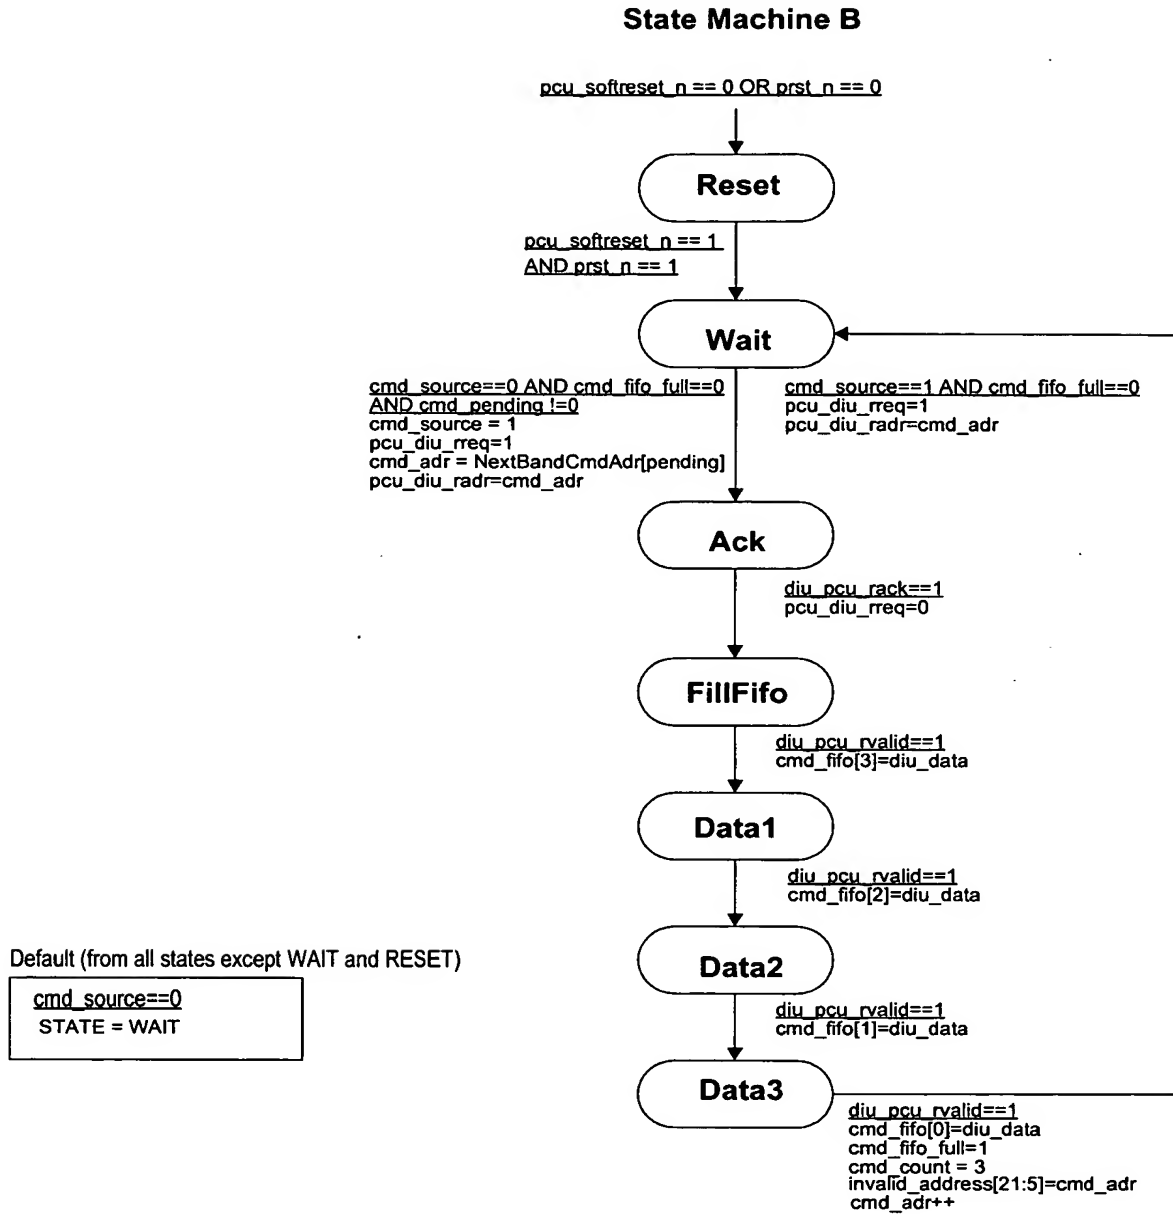 State Machine B
pcu_softreset_n == 0 OR prst_n == 0
Reset
pcu_softreset_n == 1
AND prst_n == 1
Wait
cmd_source==0 AND cmd_fifo_full==0
AND cmd_pending !=0
cmd_source = 1
pcu_diu_rreq=1
cmd_adr = NextBandCmdAdr[pending]
pcu_diu_radr=cmd_adr
cmd_source==1 AND cmd_fifo_full==0
pcu_diu_rreq=1
pcu_diu_radr=cmd_adr
Ack
diu_pcu_rack==1
pcu_diu_rreq=0
FillFifo
diu_pcu_rvalid==1
cmd_fifo[3]=diu_data
Data1
diu_pcu_rvalid==1
cmd_fifo[2]=diu_data
Data2
diu_pcu_rvalid==1
cmd_fifo[1]=diu_data
Default (from all states except WAIT and RESET)
cmd_source==0
STATE = WAIT
Data3
diu_pcu_rvalid==1
cmd_fifo[0]=diu_data
cmd_fifo_full=1
cmd_count = 3
invalid_address[21:5]=cmd_adr
cmd_adr++